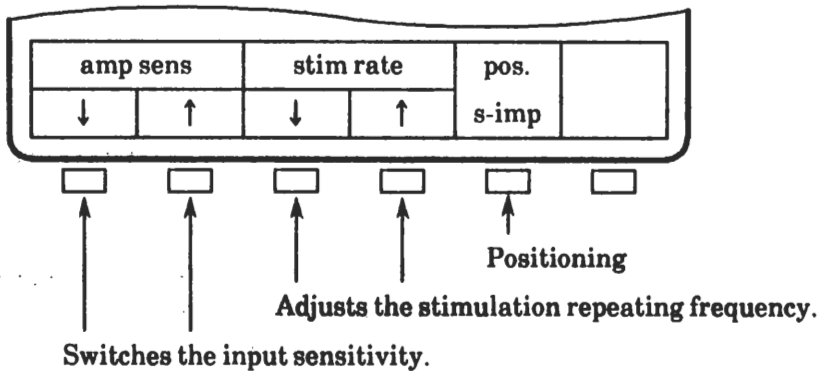 amp sens stim rate pos.
↓ ↑ ↓ ↑ s-imp
Positioning
Adjusts the stimulation repeating frequency.
Switches the input sensitivity.